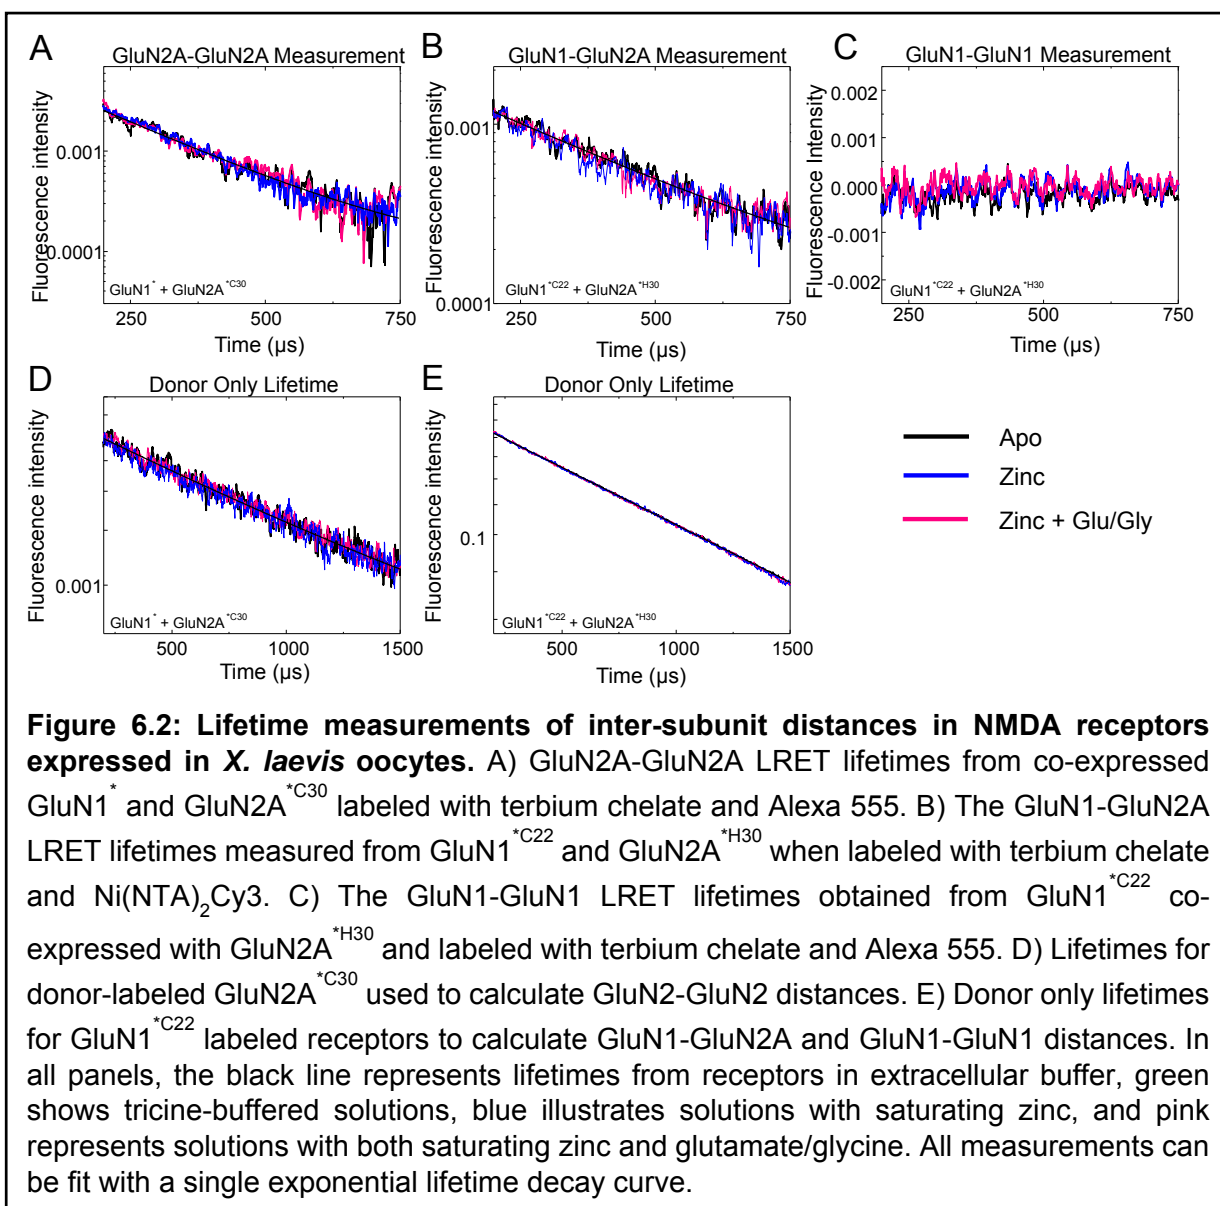 A
GluN2A-GluN2A Measurement
Fluorescence intensity
0.001
0.0001
GluN1* + GluN2A*C30
250
500
750
Time (µs)
B
GluN1-GluN2A Measurement
Fluorescence intensity
0.001
0.0001
GluN1*C22 + GluN2A*H30
250
500
750
Time (µs)
C
GluN1-GluN1 Measurement
Fluorescence Intensity
0.002
0.001
0.000
-0.001
-0.002
GluN1*C22 + GluN2A*H30
250
500
750
Time (µs)
D
Donor Only Lifetime
Fluorescence intensity
0.001
GluN1* + GluN2A*C30
500
1000
1500
Time (µs)
E
Donor Only Lifetime
Fluorescence intensity
0.1
GluN1*C22 + GluN2A*H30
500
1000
1500
Time (µs)
Apo
Zinc
Zinc + Glu/Gly
Figure 6.2: Lifetime measurements of inter-subunit distances in NMDA receptors
expressed in X. laevis oocytes. A) GluN2A-GluN2A LRET lifetimes from co-expressed
GluN1* and GluN2A*C30 labeled with terbium chelate and Alexa 555. B) The GluN1-GluN2A
LRET lifetimes measured from GluN1*C22 and GluN2A*H30 when labeled with terbium chelate
and Ni(NTA)2Cy3. C) The GluN1-GluN1 LRET lifetimes obtained from GluN1*C22 co-
expressed with GluN2A*H30 and labeled with terbium chelate and Alexa 555. D) Lifetimes for
donor-labeled GluN2A*C30 used to calculate GluN2-GluN2 distances. E) Donor only lifetimes
for GluN1*C22 labeled receptors to calculate GluN1-GluN2A and GluN1-GluN1 distances. In
all panels, the black line represents lifetimes from receptors in extracellular buffer, green
shows tricine-buffered solutions, blue illustrates solutions with saturating zinc, and pink
represents solutions with both saturating zinc and glutamate/glycine. All measurements can
be fit with a single exponential lifetime decay curve.